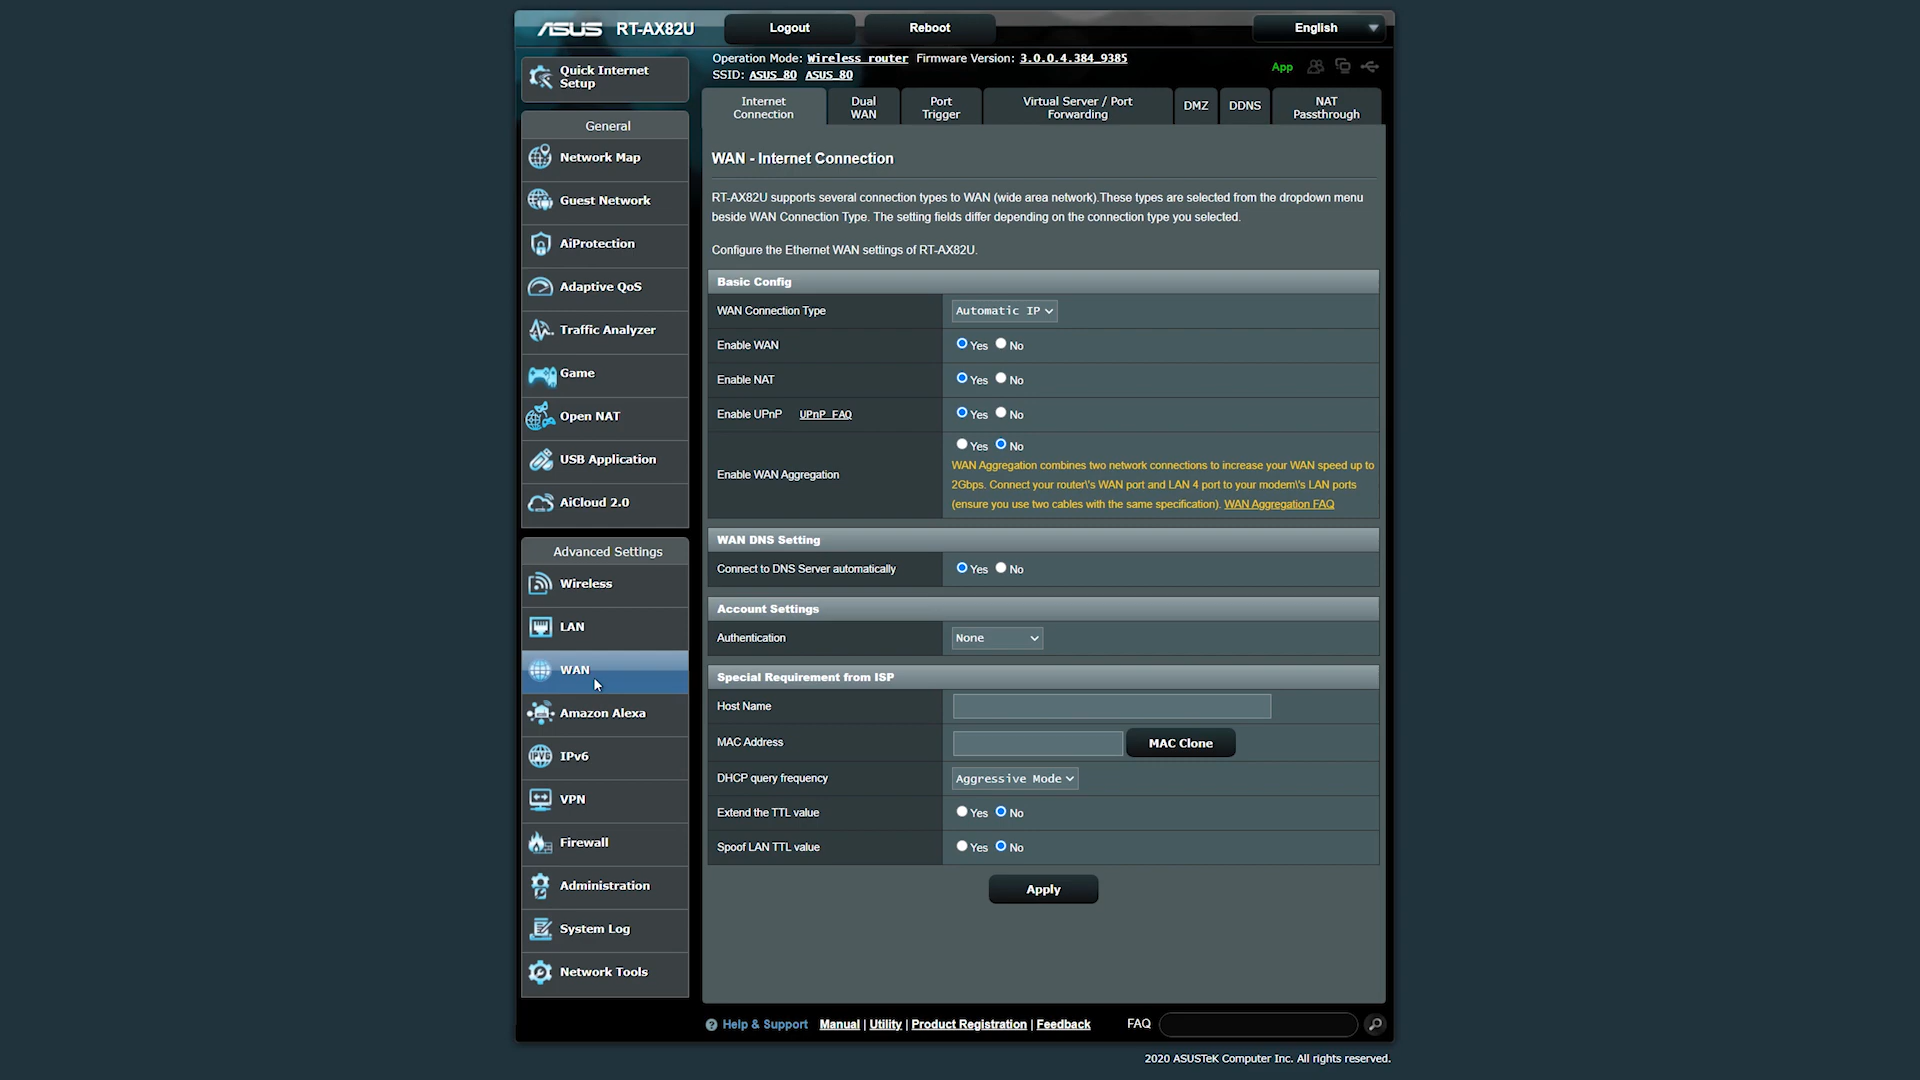 ASUS RT-AX82U
Logout
Reboot
English
Quick Internet
Setup
Operation Mode: Wireless router Firmware Version: 3.0.0.4.384_9385
SSID: ASUS_80 ASUS_80
App
General
Network Map
Guest Network
AiProtection
Adaptive QoS
Traffic Analyzer
Game
Open NAT
USB Application
AiCloud 2.0
Advanced Settings
Wireless
LAN
WAN
Amazon Alexa
IPv6
VPN
Firewall
Administration
System Log
Network Tools
Internet
Connection
Dual
WAN
Port
Trigger
Virtual Server / Port
Forwarding
DMZ
DDNS
NAT
Passthrough
WAN - Internet Connection
RT-AX82U supports several connection types to WAN (wide area network).These types are selected from the dropdown menu
beside WAN Connection Type. The setting fields differ depending on the connection type you selected.
Configure the Ethernet WAN settings of RT-AX82U.
Basic Config
WAN Connection Type Automatic IP
Enable WAN Yes No
Enable NAT Yes No
Enable UPnP UPnP FAQ Yes No
Enable WAN Aggregation Yes No
WAN Aggregation combines two network connections to increase your WAN speed up to
2Gbps. Connect your router\'s WAN port and LAN 4 port to your modem\'s LAN ports
(ensure you use two cables with the same specification). WAN Aggregation FAQ
WAN DNS Setting
Connect to DNS Server automatically Yes No
Account Settings
Authentication None
Special Requirement from ISP
Host Name
MAC Address MAC Clone
DHCP query frequency Aggressive Mode
Extend the TTL value Yes No
Spoof LAN TTL value Yes No
Apply
? Help & Support Manual | Utility | Product Registration | Feedback FAQ
2020 ASUSTeK Computer Inc. All rights reserved.